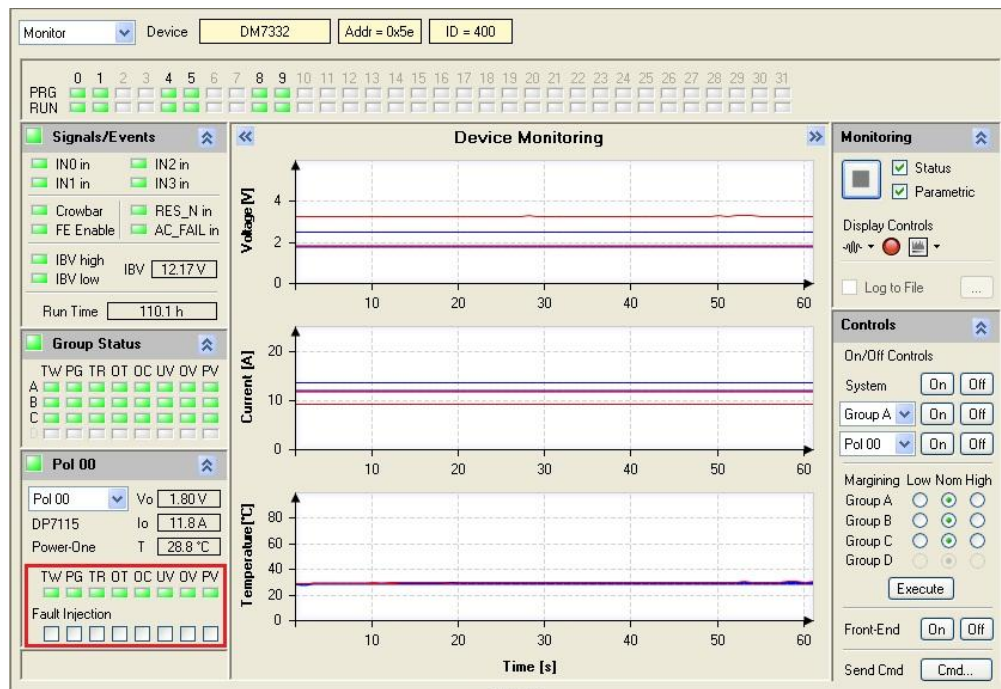 Monitor Device DM7332 Addr = 0x5e ID = 400
0 1 2 3 4 5 6 7 8 9 10 11 12 13 14 15 16 17 18 19 20 21 22 23 24 25 26 27 28 29 30 31
PRG
RUN
Signals/Events
IN0 in IN2 in
IN1 in IN3 in
Crowbar RES_N in
FE Enable AC_FAIL in
IBV high
IBV low
IBV 12.17 V
Run Time 110.1 h
Group Status
TW PG TR OT OC UV OV PV
A
B
C
D
Pol 00
Pol 00 Vo 1.80 V
DP7115 Io 11.8 A
Power-One T 28.8 °C
TW PG TR OT OC UV OV PV
Fault Injection
Device Monitoring
Voltage [V]
4
2
0
10 20 30 40 50 60
Current [A]
20
10
0
10 20 30 40 50 60
Temperature [°C]
80
60
40
20
0
10 20 30 40 50 60
Time [s]
Monitoring
Status
Parametric
Display Controls
Log to File ...
Controls
On/Off Controls
System On Off
Group A On Off
Pol 00 On Off
Margining Low Nom High
Group A
Group B
Group C
Group D
Execute
Front-End On Off
Send Cmd Cmd...